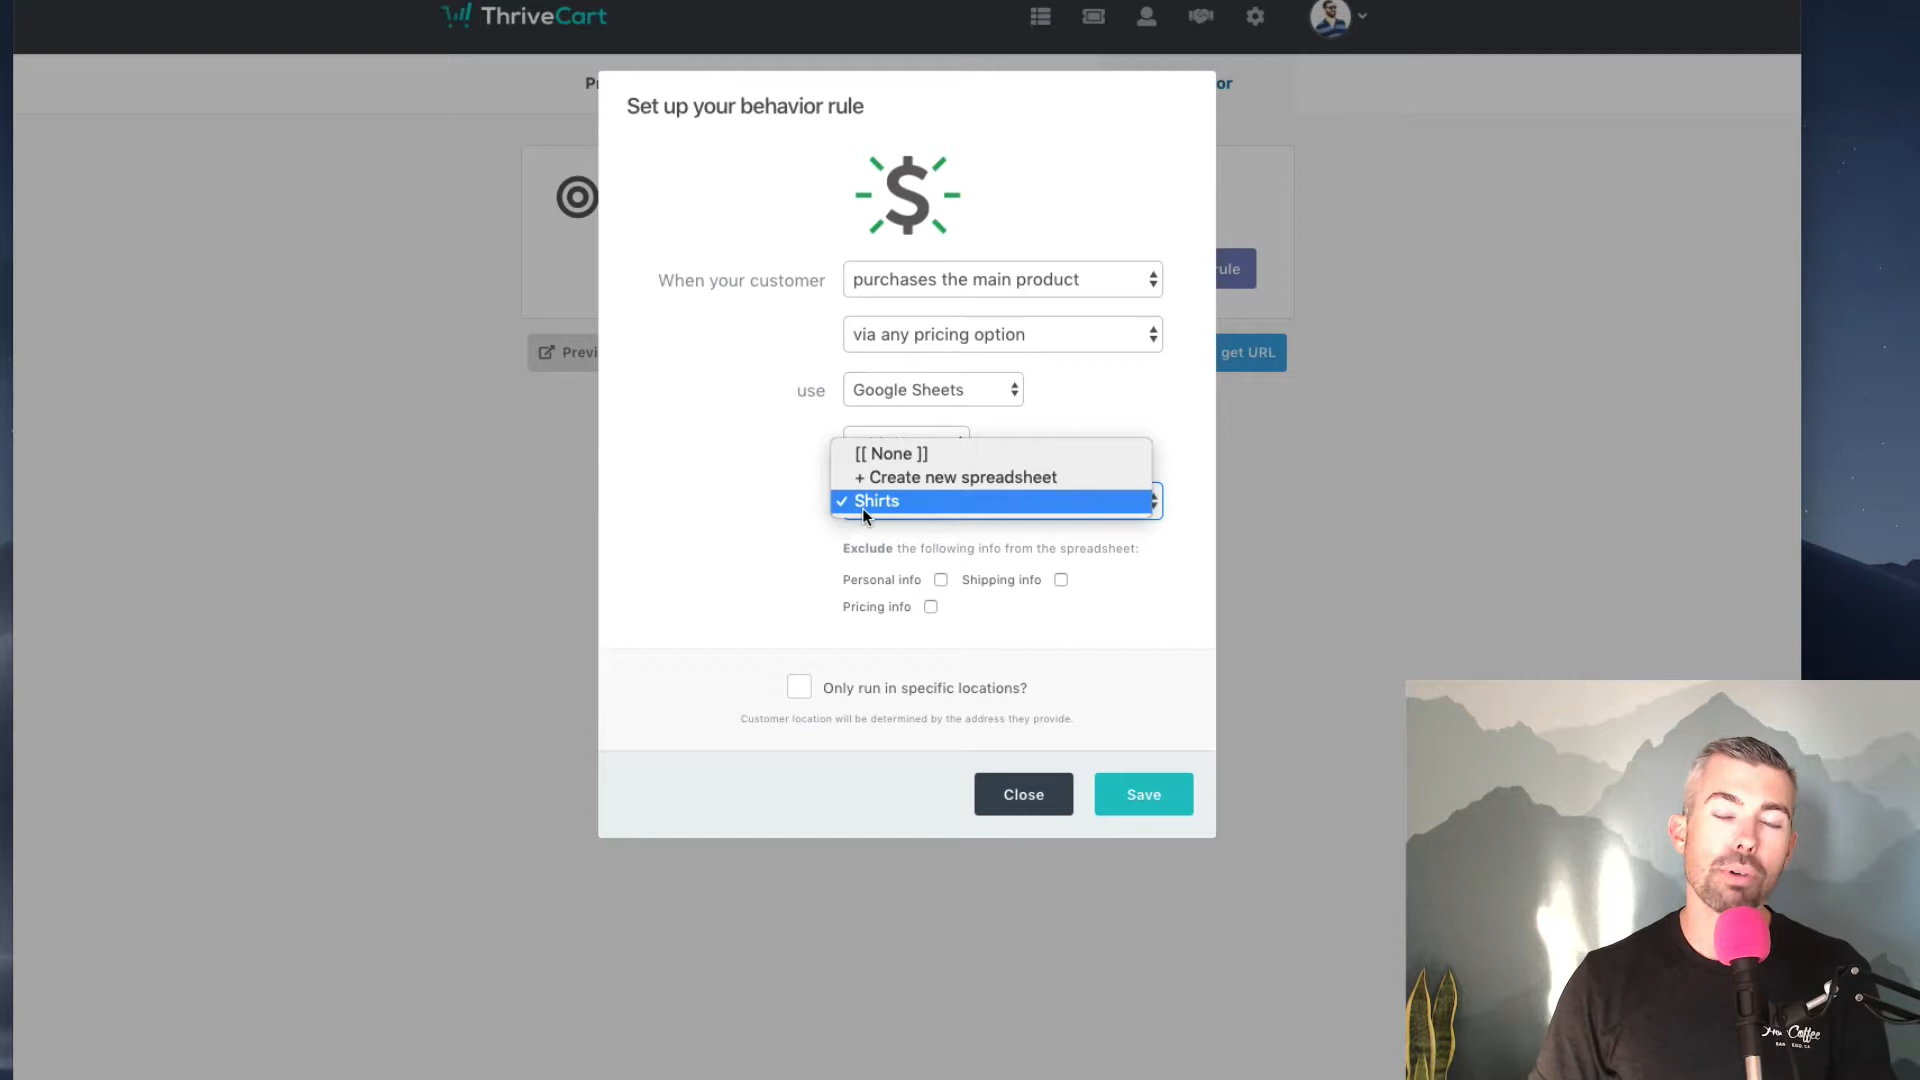 ThriveCart
Set up your behavior rule
When your customer
purchases the main product
via any pricing option
rule
Previ
get URL
use
Google Sheets
[[ None ]]
+ Create new spreadsheet
✓ Shirts
Exclude the following info from the spreadsheet:
Personal info
Shipping info
Pricing info
Only run in specific locations?
Customer location will be determined by the address they provide.
Close
Save
Coffee